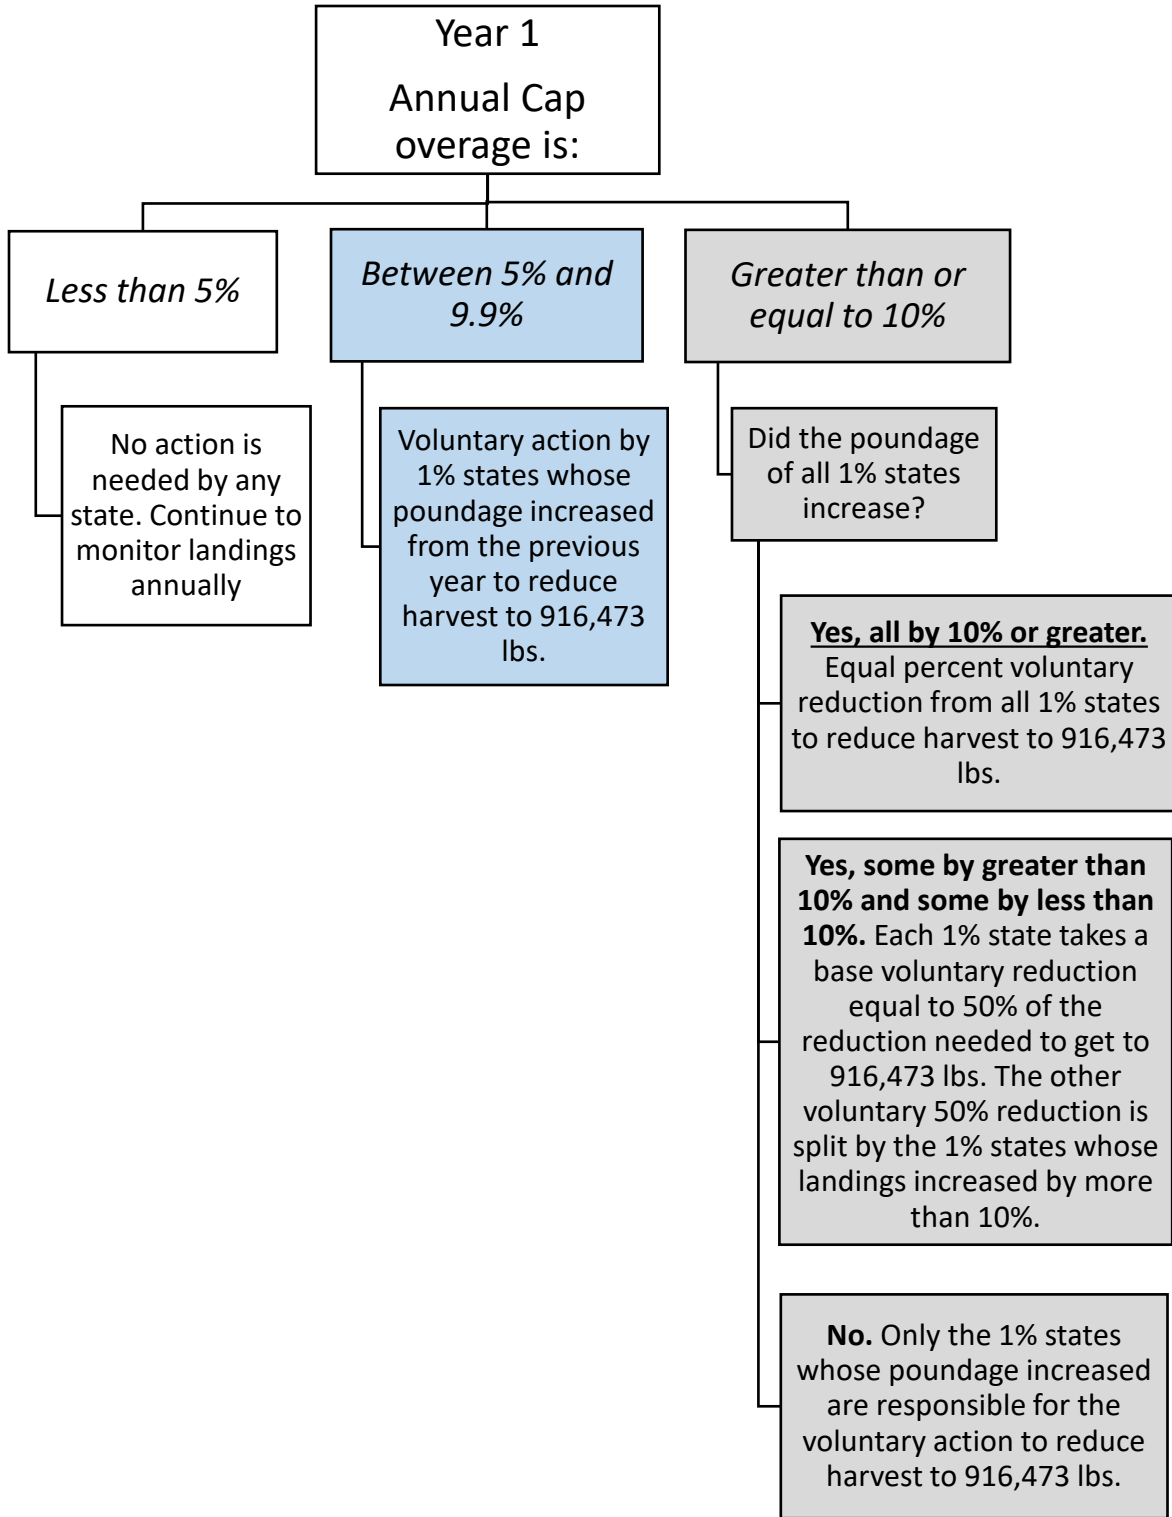 Year 1
Annual Cap
overage is:
Less than 5%
No action is
needed by any
state. Continue to
monitor landings
annually
Between 5% and
9.9%
Voluntary action by
1% states whose
poundage increased
from the previous
year to reduce
harvest to 916,473
lbs.
Greater than or
equal to 10%
Did the poundage
of all 1% states
increase?
Yes, all by 10% or greater.
Equal percent voluntary
reduction from all 1% states
to reduce harvest to 916,473
lbs.
Yes, some by greater than
10% and some by less than
10%. Each 1% state takes a
base voluntary reduction
equal to 50% of the
reduction needed to get to
916,473 lbs. The other
voluntary 50% reduction is
split by the 1% states whose
landings increased by more
than 10%.
No. Only the 1% states
whose poundage increased
are responsible for the
voluntary action to reduce
harvest to 916,473 lbs.